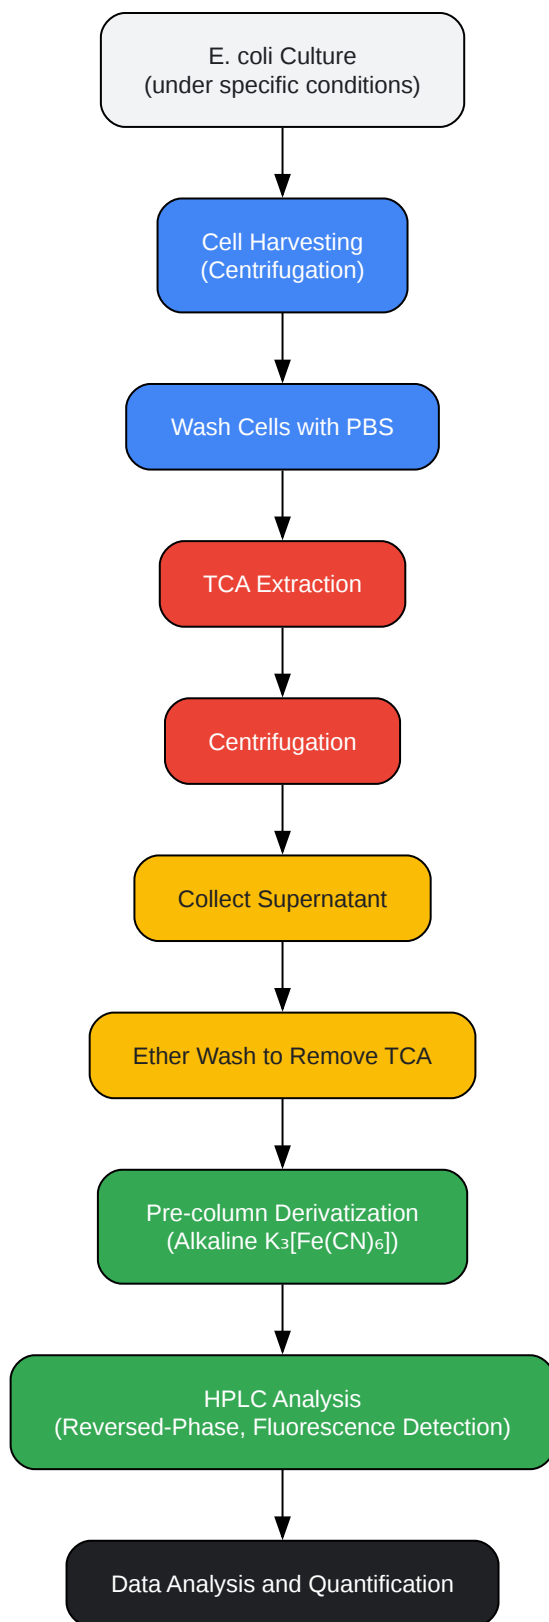 E. coli Culture
(under specific conditions)
Cell Harvesting
(Centrifugation)
Wash Cells with PBS
TCA Extraction
Centrifugation
Collect Supernatant
Ether Wash to Remove TCA
Pre-column Derivatization
(Alkaline K₃[Fe(CN)₆])
HPLC Analysis
(Reversed-Phase, Fluorescence Detection)
Data Analysis and Quantification